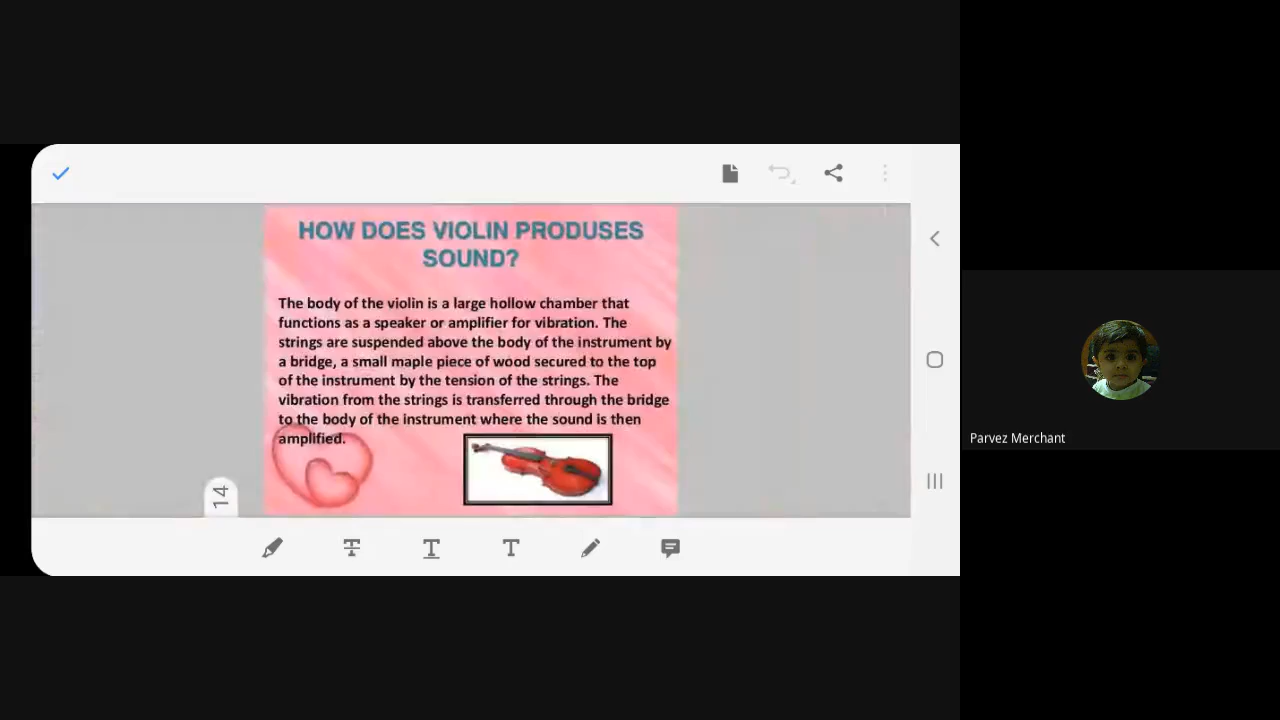 HOW DOES VIOLIN PRODUSES
SOUND?
The body of the violin is a large hollow chamber that
functions as a speaker or amplifier for vibration. The
strings are suspended above the body of the instrument by
a bridge, a small maple piece of wood secured to the top
of the instrument by the tension of the strings. The
vibration from the strings is transferred through the bridge
to the body of the instrument where the sound is then
amplified.
14
T
T
T
Parvez Merchant